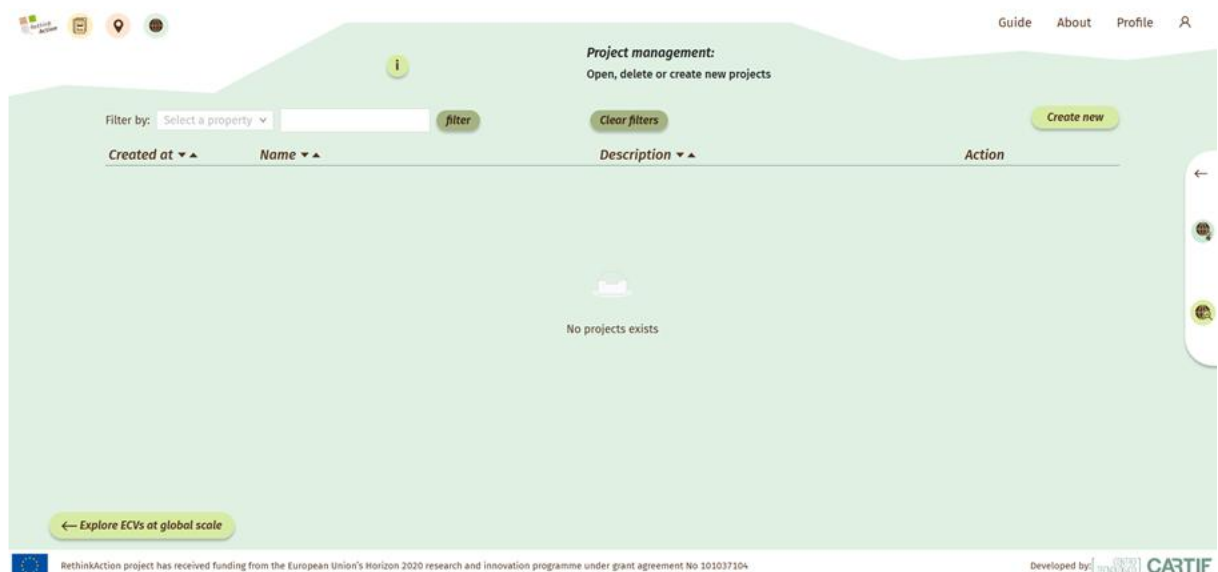 Rethink
Action
Guide About Profile
i
Project management:
Open, delete or create new projects
Filter by: Select a property filter Clear filters Create new
Created at Name Description Action
No projects exists
← Explore ECVs at global scale
RethinkAction project has received funding from the European Union's Horizon 2020 research and innovation programme under grant agreement No 101037104
Developed by: CARTIF